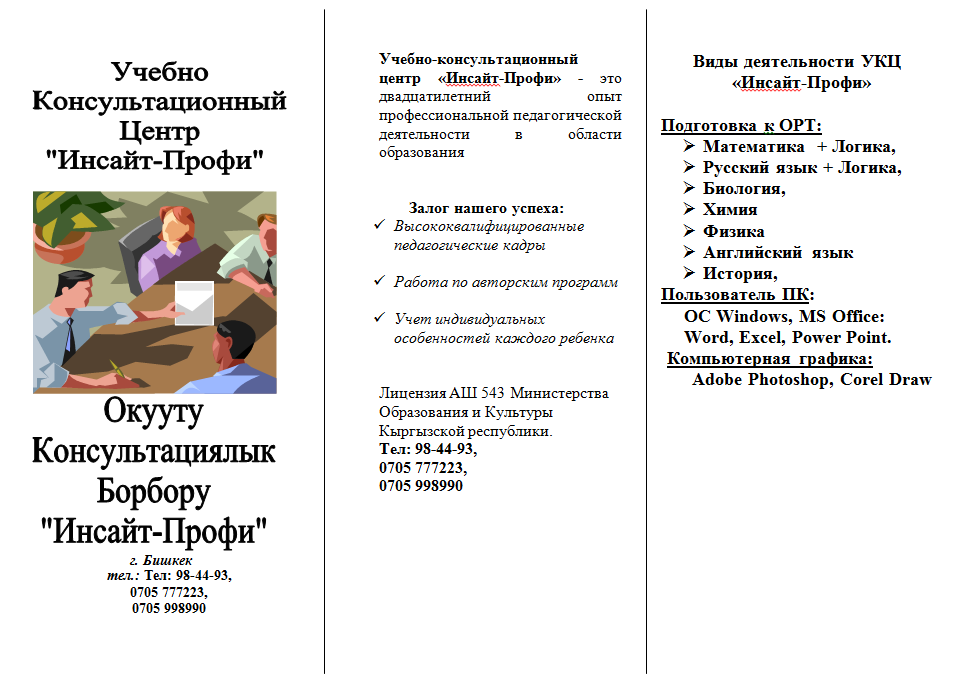 Учебно
Консультационный
Центр
"Инсайт-Профи"
Окууту
Консультациялык
Борбору
"Инсайт-Профи"
г. Бишкек
тел.: Тел: 98-44-93,
0705 777223,
0705 998990
Учебно-консультационный
центр «Инсайт-Профи» - это
двадцатилетний опыт
профессиональной педагогической
деятельности в области
образования
Залог нашего успеха:
✓ Высококвалифицированные
педагогические кадры
✓ Работа по авторским программ
✓ Учет индивидуальных
особенностей каждого ребенка
Лицензия АШ 543 Министерства
Образования и Культуры
Кыргызской республики.
Тел: 98-44-93,
0705 777223,
0705 998990
Виды деятельности УКЦ
«Инсайт-Профи»
Подготовка к ОРТ:
➢ Математика + Логика,
➢ Русский язык + Логика,
➢ Биология,
➢ Химия
➢ Физика
➢ Английский язык
➢ История,
Пользователь ПК:
ОС Windows, MS Office:
Word, Excel, Power Point.
Компьютерная графика:
Adobe Photoshop, Corel Draw